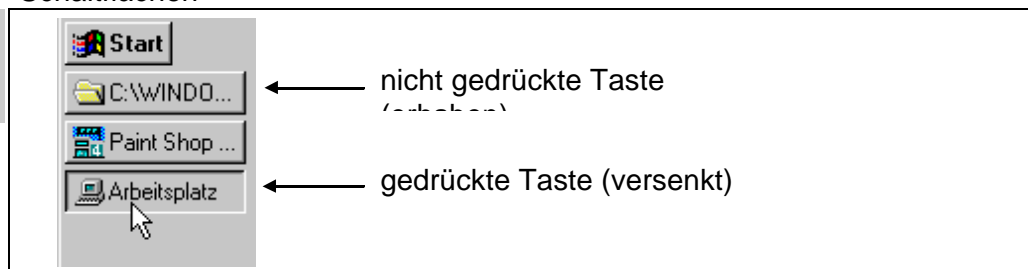 Start
C:\WINDO...
nicht gedrückte Taste
Paint Shop ...
Arbeitsplatz
gedrückte Taste (versenkt)